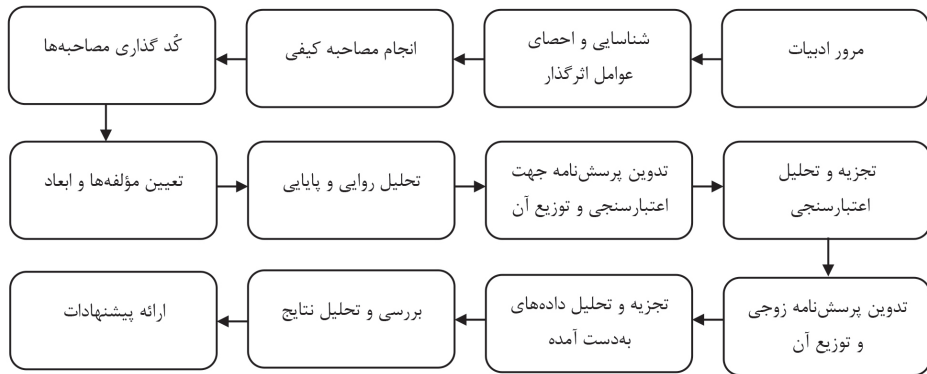 مرور ادبیات
شناسایی و احصای
عوامل اثرگذار
انجام مصاحبه کیفی
کُد گذاری مصاحبه‌ها
تعیین مؤلفه‌ها و ابعاد
تحلیل روایی و پایایی
تدوین پرسش‌نامه جهت
اعتبارسنجی و توزیع آن
تجزیه و تحلیل
اعتبارسنجی
تدوین پرسش‌نامه زوجی
و توزیع آن
تجزیه و تحلیل داده‌های
به‌دست آمده
بررسی و تحلیل نتایج
ارائه پیشنهادات